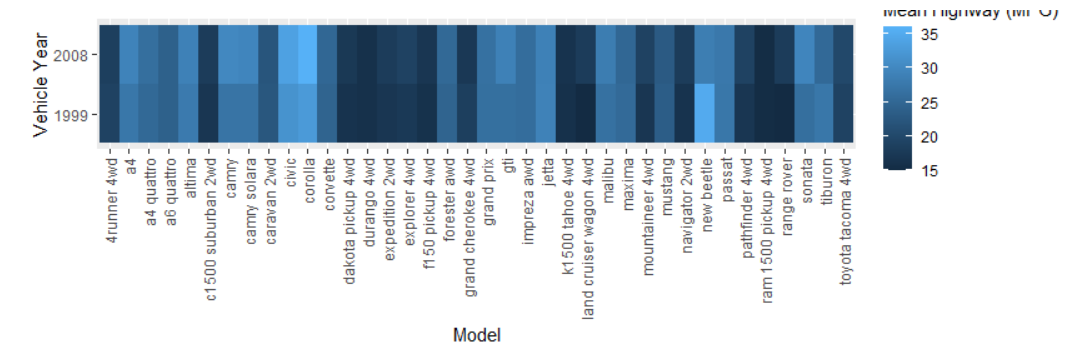 Mean Highway (MPG)
35
30
25
20
15
Vehicle Year
2008
1999
4runner 4wd
a4
a4 quattro
a6 quattro
altima
c1500 suburban 2wd
camry
camry solara
caravan 2wd
civic
corolla
corvette
dakota pickup 4wd
durango 4wd
expedition 2wd
explorer 4wd
f150 pickup 4wd
forester awd
grand cherokee 4wd
grand prix
gti
impreza awd
jetta
k1500 tahoe 4wd
land cruiser wagon 4wd
malibu
maxima
mountaineer 4wd
mustang
navigator 2wd
new beetle
passat
pathfinder 4wd
ram 1500 pickup 4wd
range rover
sonata
tiburon
toyota tacoma 4wd
Model